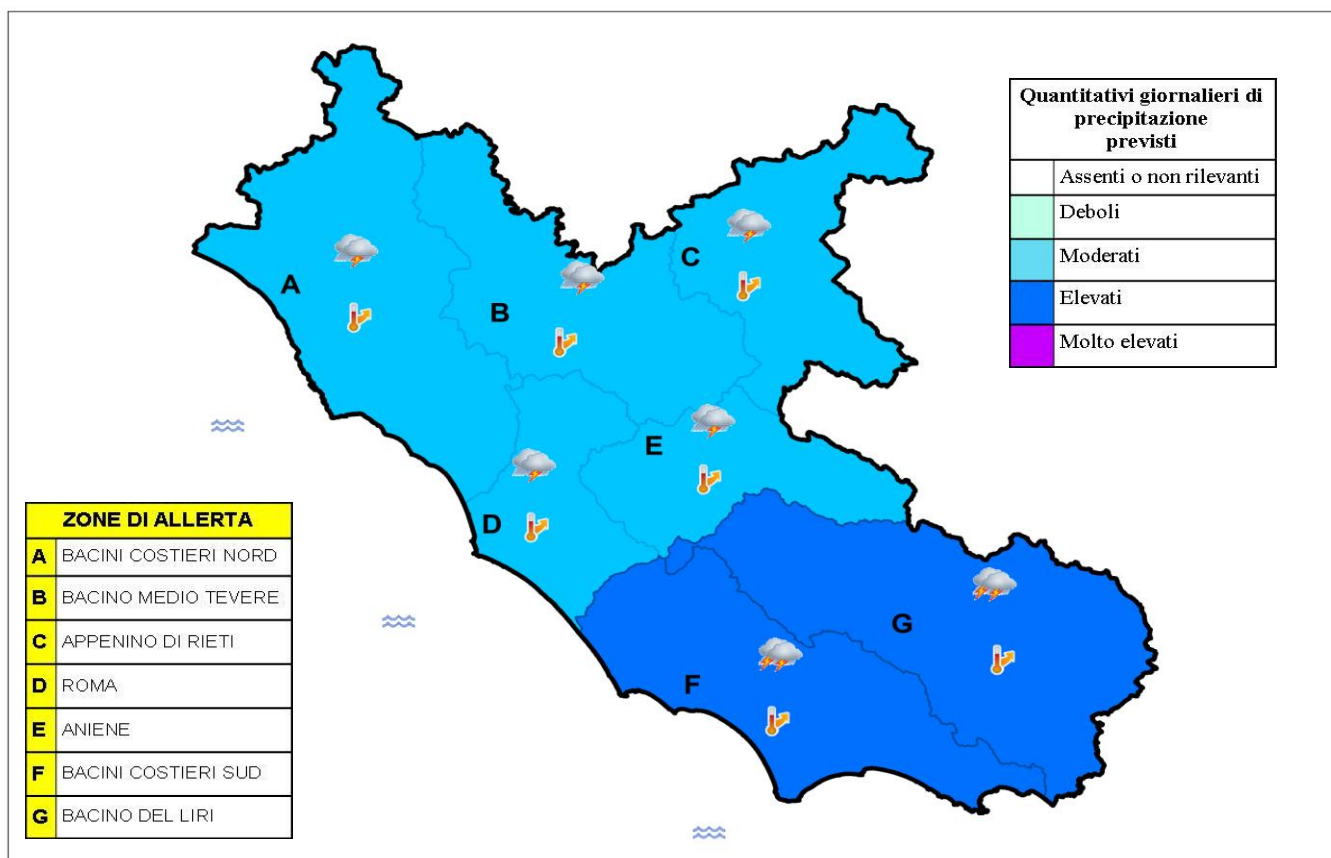 Quantitativi giornalieri di
precipitazione
previsti
Assenti o non rilevanti
Deboli
Moderati
Elevati
Molto elevati
A
B
C
D
E
F
G
ZONE DI ALLERTA
A BACINI COSTIERI NORD
B BACINO MEDIO TEVERE
C APPENINO DI RIETI
D ROMA
E ANIENE
F BACINI COSTIERI SUD
G BACINO DEL LIRI